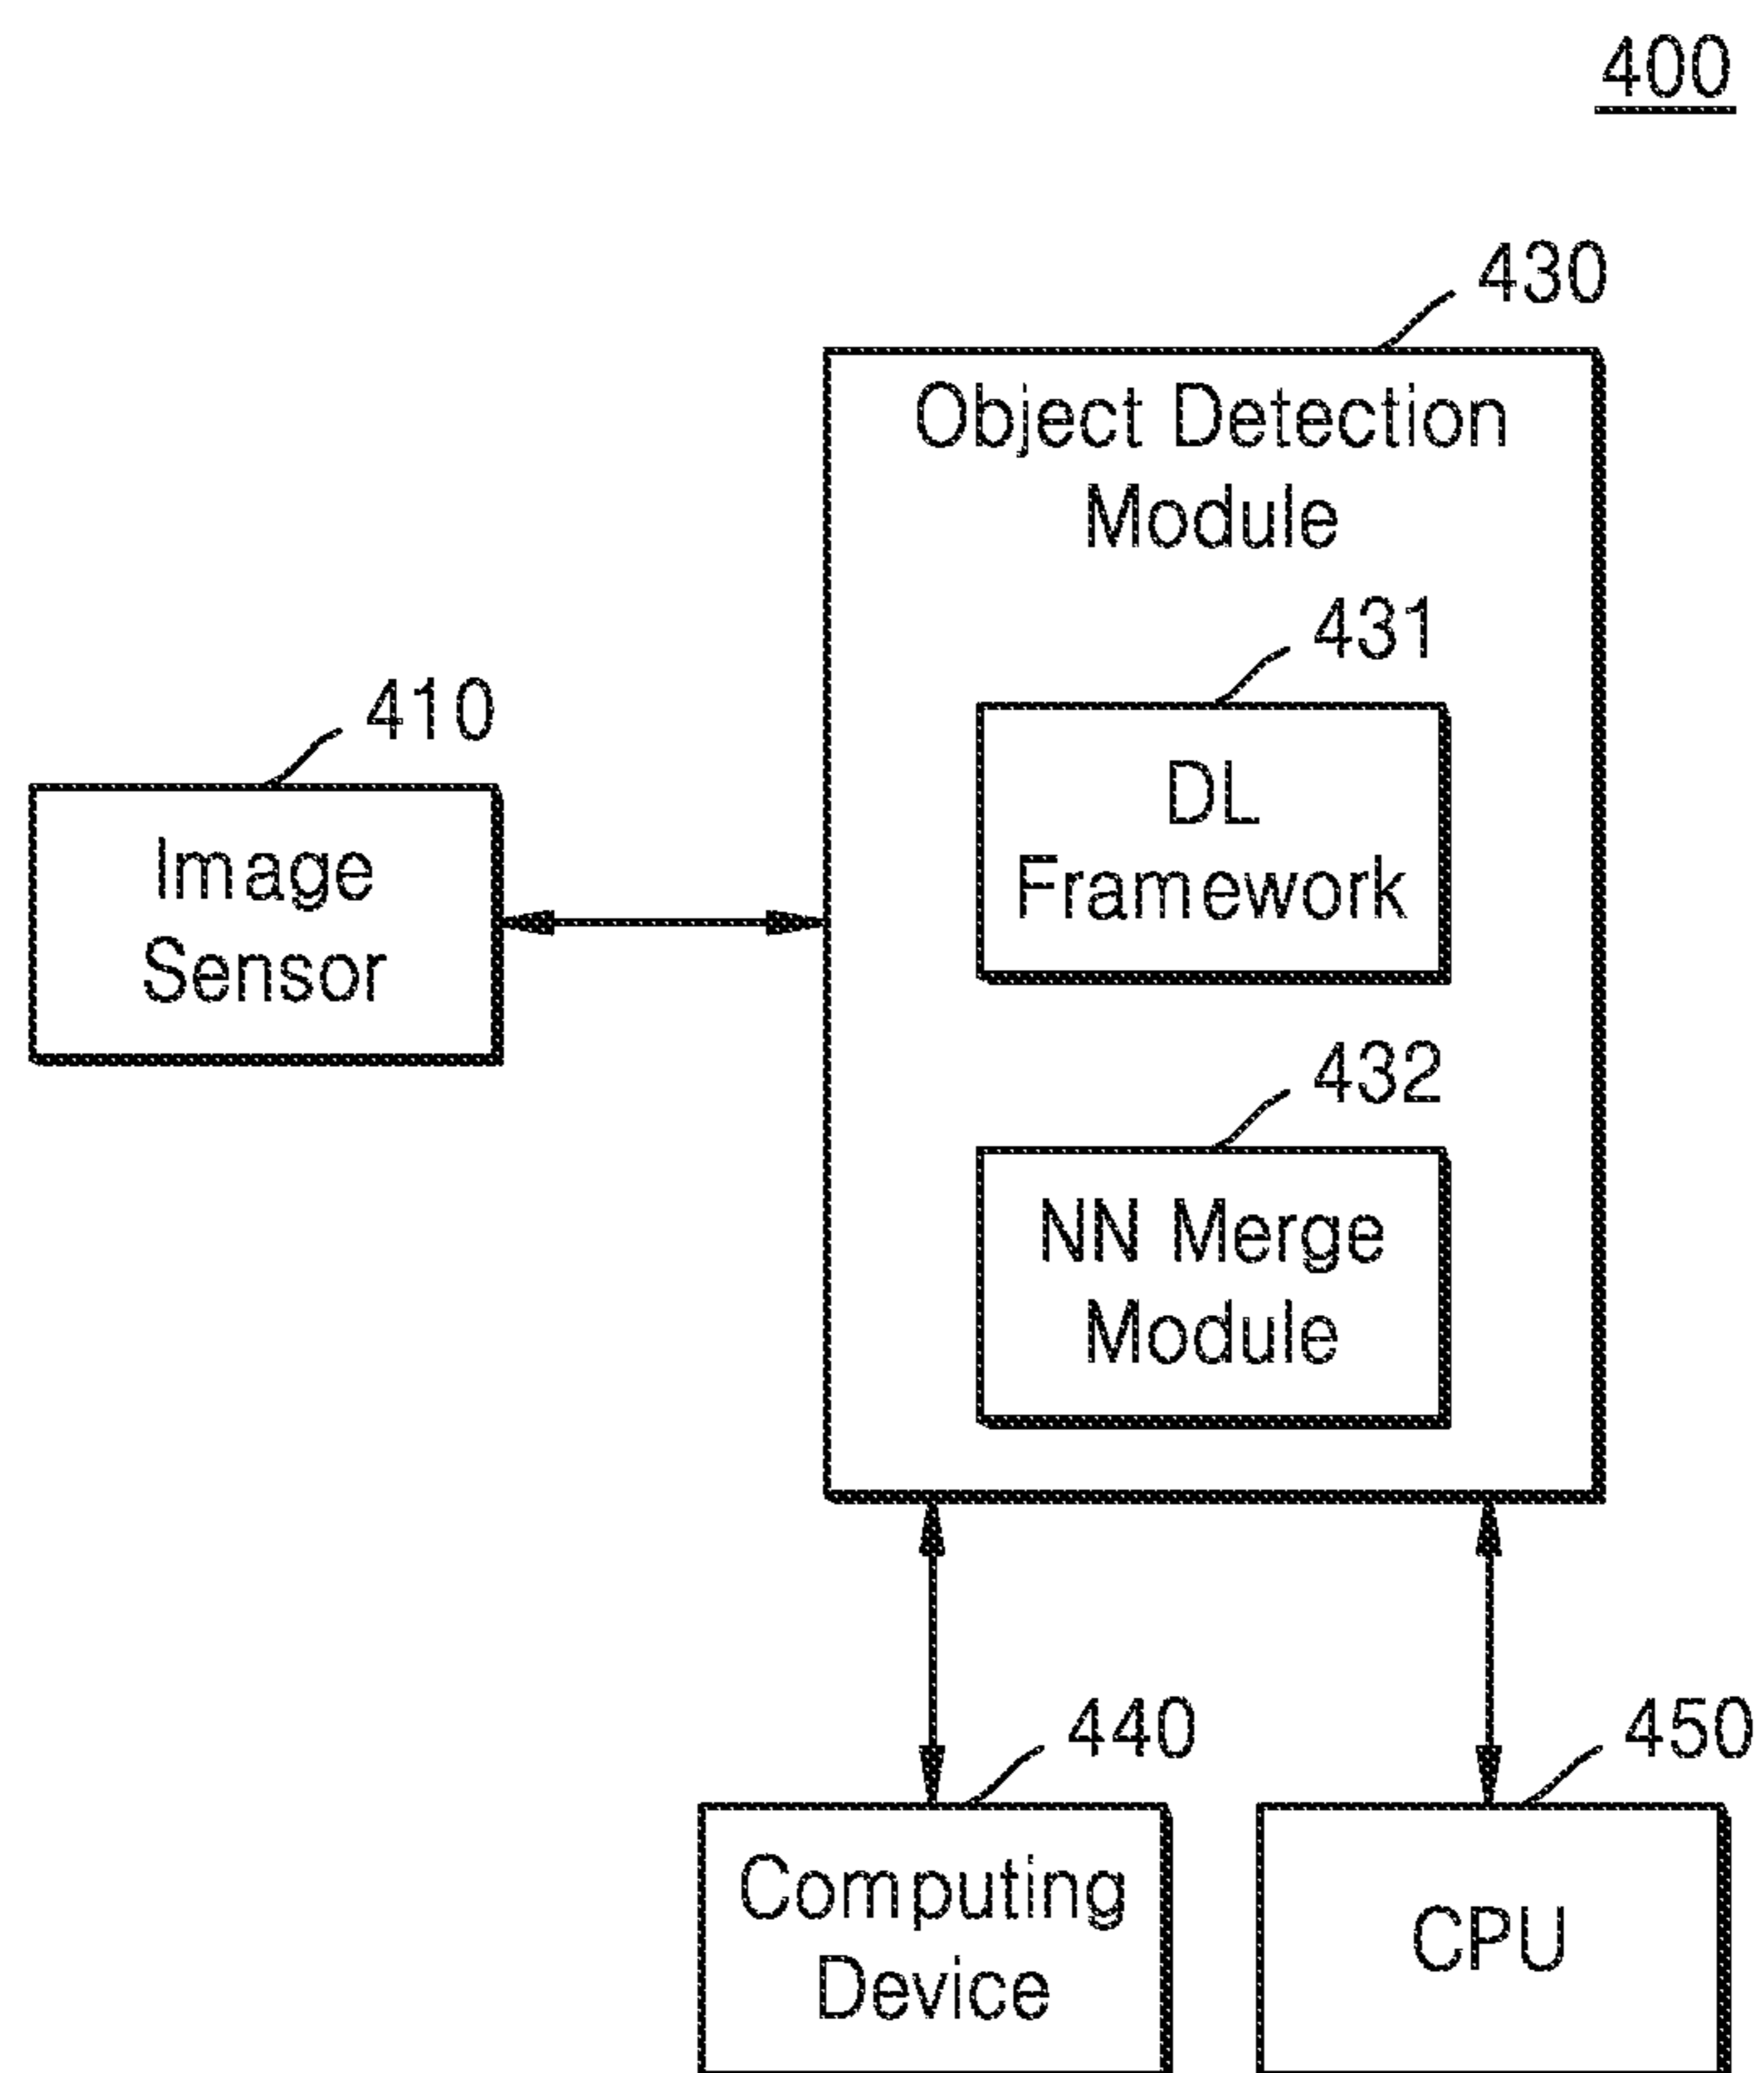 400
430
Object Detection
Module
431
DL
Framework
410
Image
Sensor
432
NN Merge
Module
440
Computing
Device
450
CPU